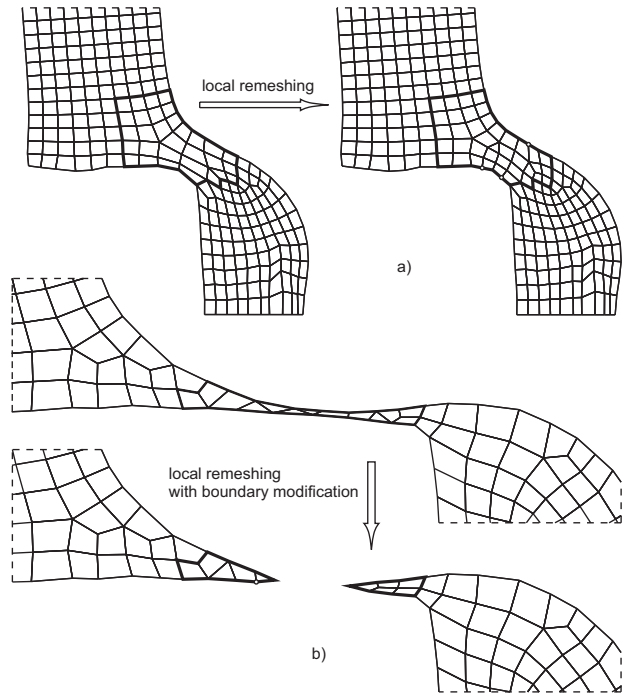 local remeshing
a)
local remeshing
with boundary modification
b)